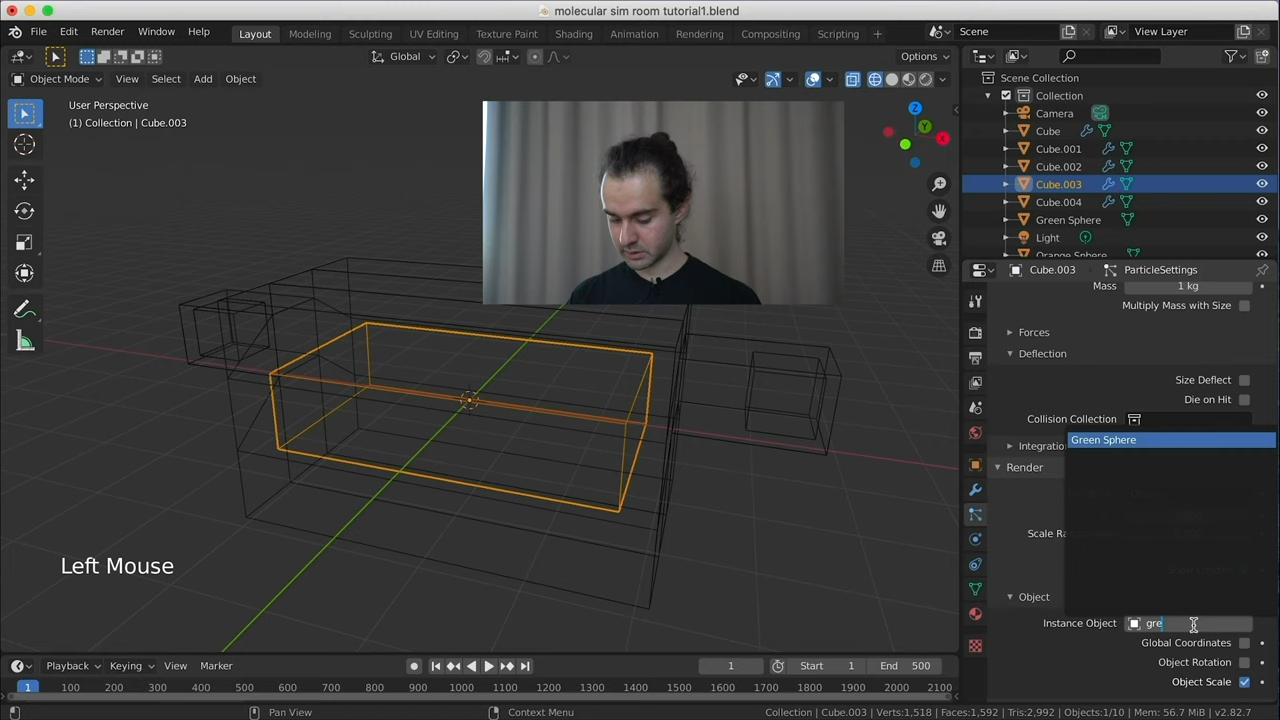 molecular sim room tutorial1.blend
File Edit Render Window Help
Layout Modeling Sculpting UV Editing Texture Paint Shading Animation Rendering Compositing Scripting +
Scene View Layer
Global Options
Object Mode View Select Add Object
User Perspective
(1) Collection | Cube.003
X
Y
Z
Scene Collection
Collection
Camera
Cube
Cube.001
Cube.002
Cube.003
Cube.004
Green Sphere
Light
Orange Sphere
Cube.003 ParticleSettings
Mass 1 kg
Multiply Mass with Size
Forces
Deflection
Size Deflect
Die on Hit
Collision Collection
Green Sphere
Integratio
Render
Scale Ra
Object
Instance Object gre
Global Coordinates
Object Rotation
Object Scale
Left Mouse
Playback Keying View Marker 1 Start 1 End 500
1 100 200 300 400 500 600 700 800 900 1000 1100 1200 1300 1400 1500 1600 1700 1800 1900 2000 2100
Pan View Context Menu Collection | Cube.003 | Verts:1,518 | Faces:1,592 | Tris:2,992 | Objects:1/10 | Mem: 56.7 MiB | v2.82.7